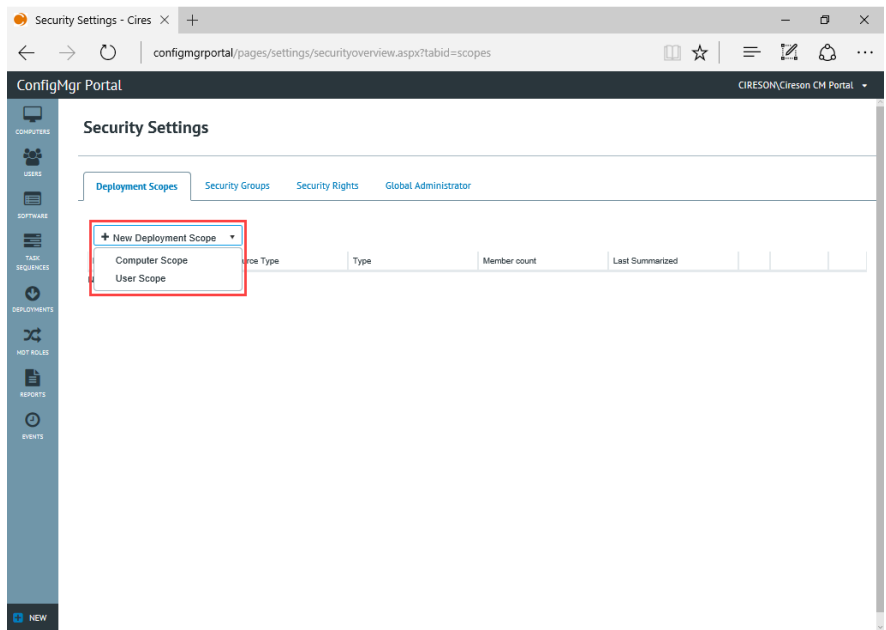 Security Settings - Cires
configmgrportal/pages/settings/securityoverview.aspx?tabid=scopes
ConfigMgr Portal
CIRESON\Cireson CM Portal
COMPUTERS
USERS
SOFTWARE
TASK
SEQUENCES
DEPLOYMENTS
MDT ROLES
REPORTS
EVENTS
NEW
Security Settings
Deployment Scopes Security Groups Security Rights Global Administrator
+ New Deployment Scope
Computer Scope
User Scope
Type Type Member count Last Summarized